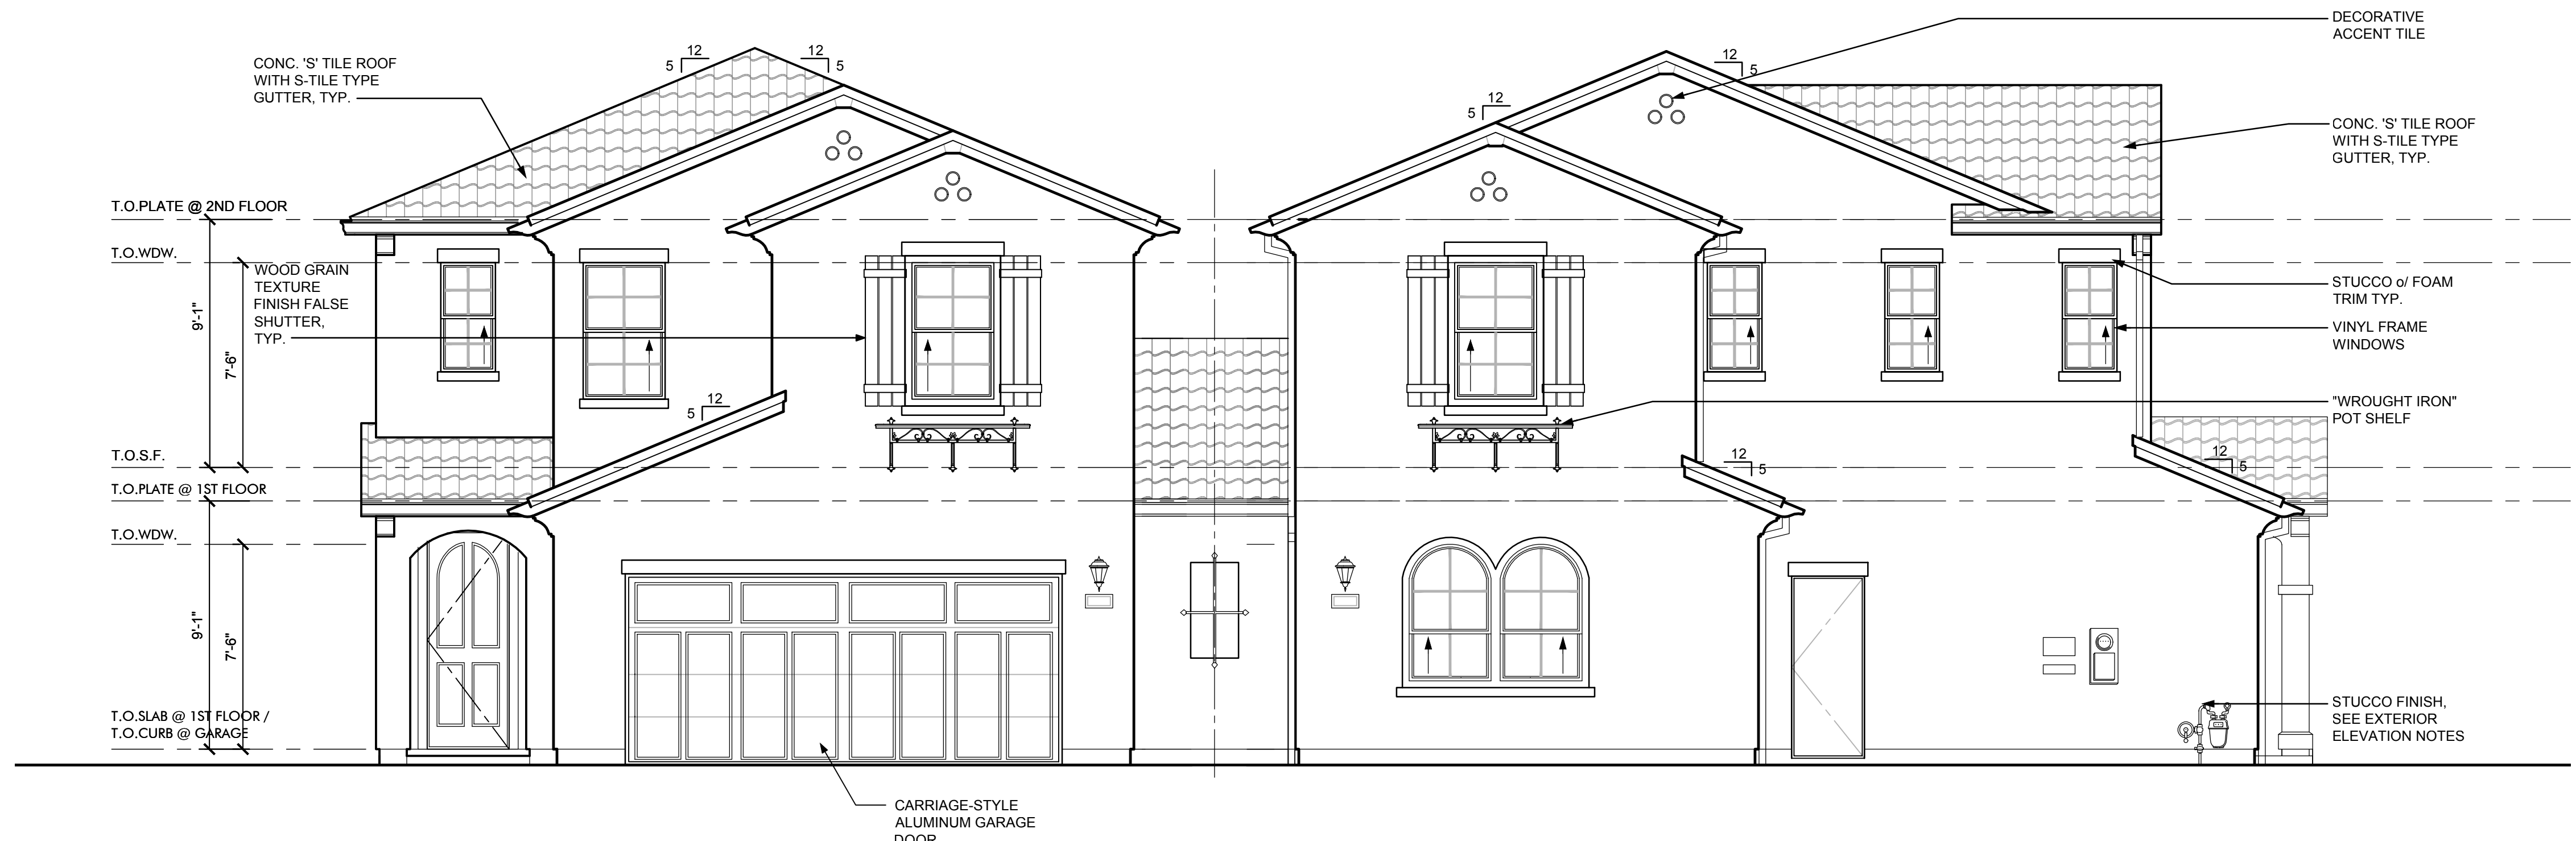 DECORATIVE
ACCENT TILE
12
5
12
5
12
5
12
5
CONC. 'S' TILE ROOF
WITH S-TILE TYPE
GUTTER, TYP.
CONC. 'S' TILE ROOF
WITH S-TILE TYPE
GUTTER, TYP.
T.O.PLATE @ 2ND FLOOR
T.O.WDW.
WOOD GRAIN
TEXTURE
FINISH FALSE
SHUTTER,
TYP.
9'-1"
7'-6"
STUCCO o/ FOAM
TRIM TYP.
VINYL FRAME
WINDOWS
"WROUGHT IRON"
POT SHELF
12
5
12
5
12
5
T.O.S.F.
T.O.PLATE @ 1ST FLOOR
T.O.WDW.
9'-1"
7'-6"
T.O.SLAB @ 1ST FLOOR /
T.O.CURB @ GARAGE
STUCCO FINISH,
SEE EXTERIOR
ELEVATION NOTES
CARRIAGE-STYLE
ALUMINUM GARAGE
DOOR